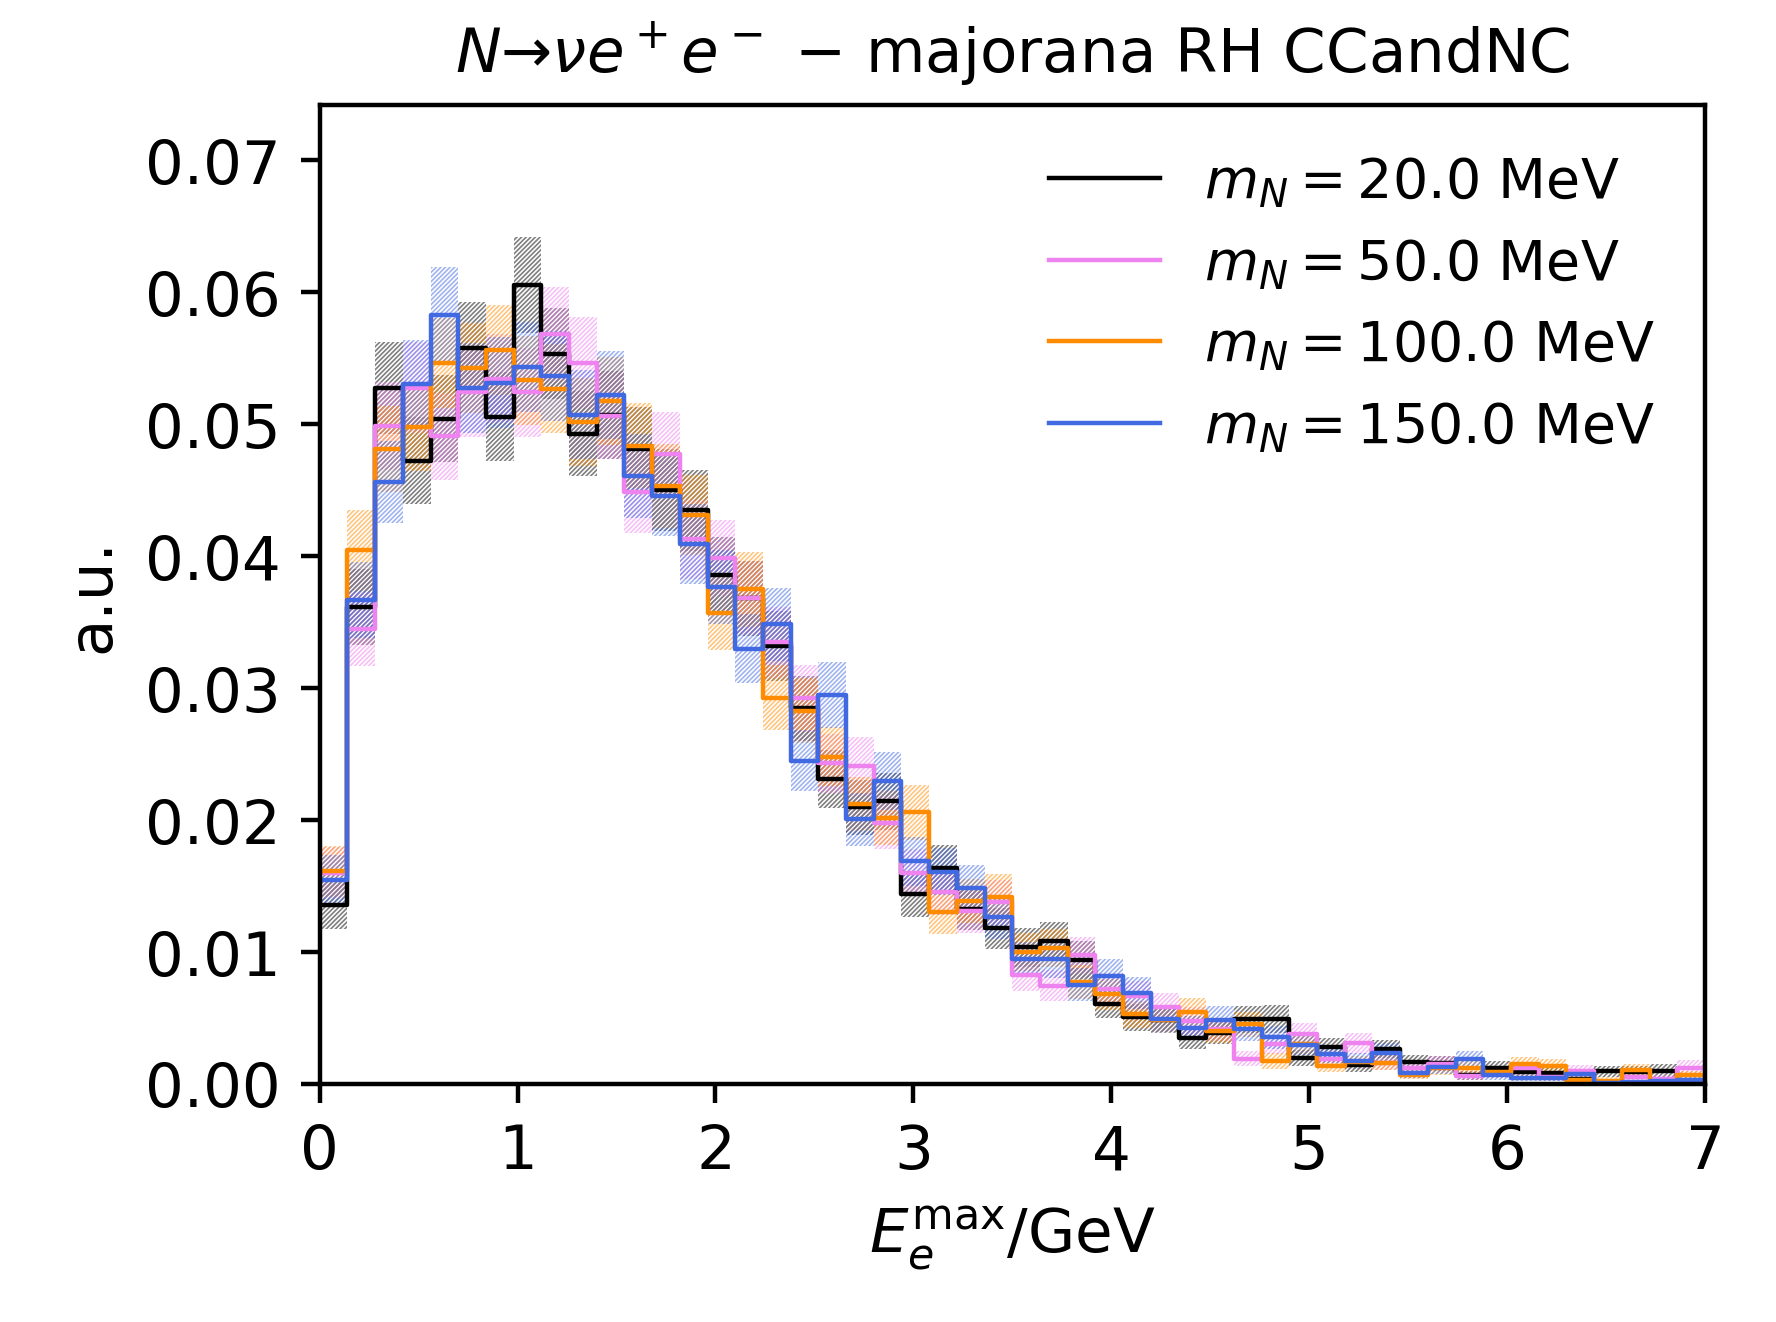 N→νe⁺e⁻ − majorana RH CCandNC
0.07
0.06
0.05
0.04
0.03
0.02
0.01
0.00
a.u.
m_N = 20.0 MeV
m_N = 50.0 MeV
m_N = 100.0 MeV
m_N = 150.0 MeV
0 1 2 3 4 5 6 7
E_e^max/GeV